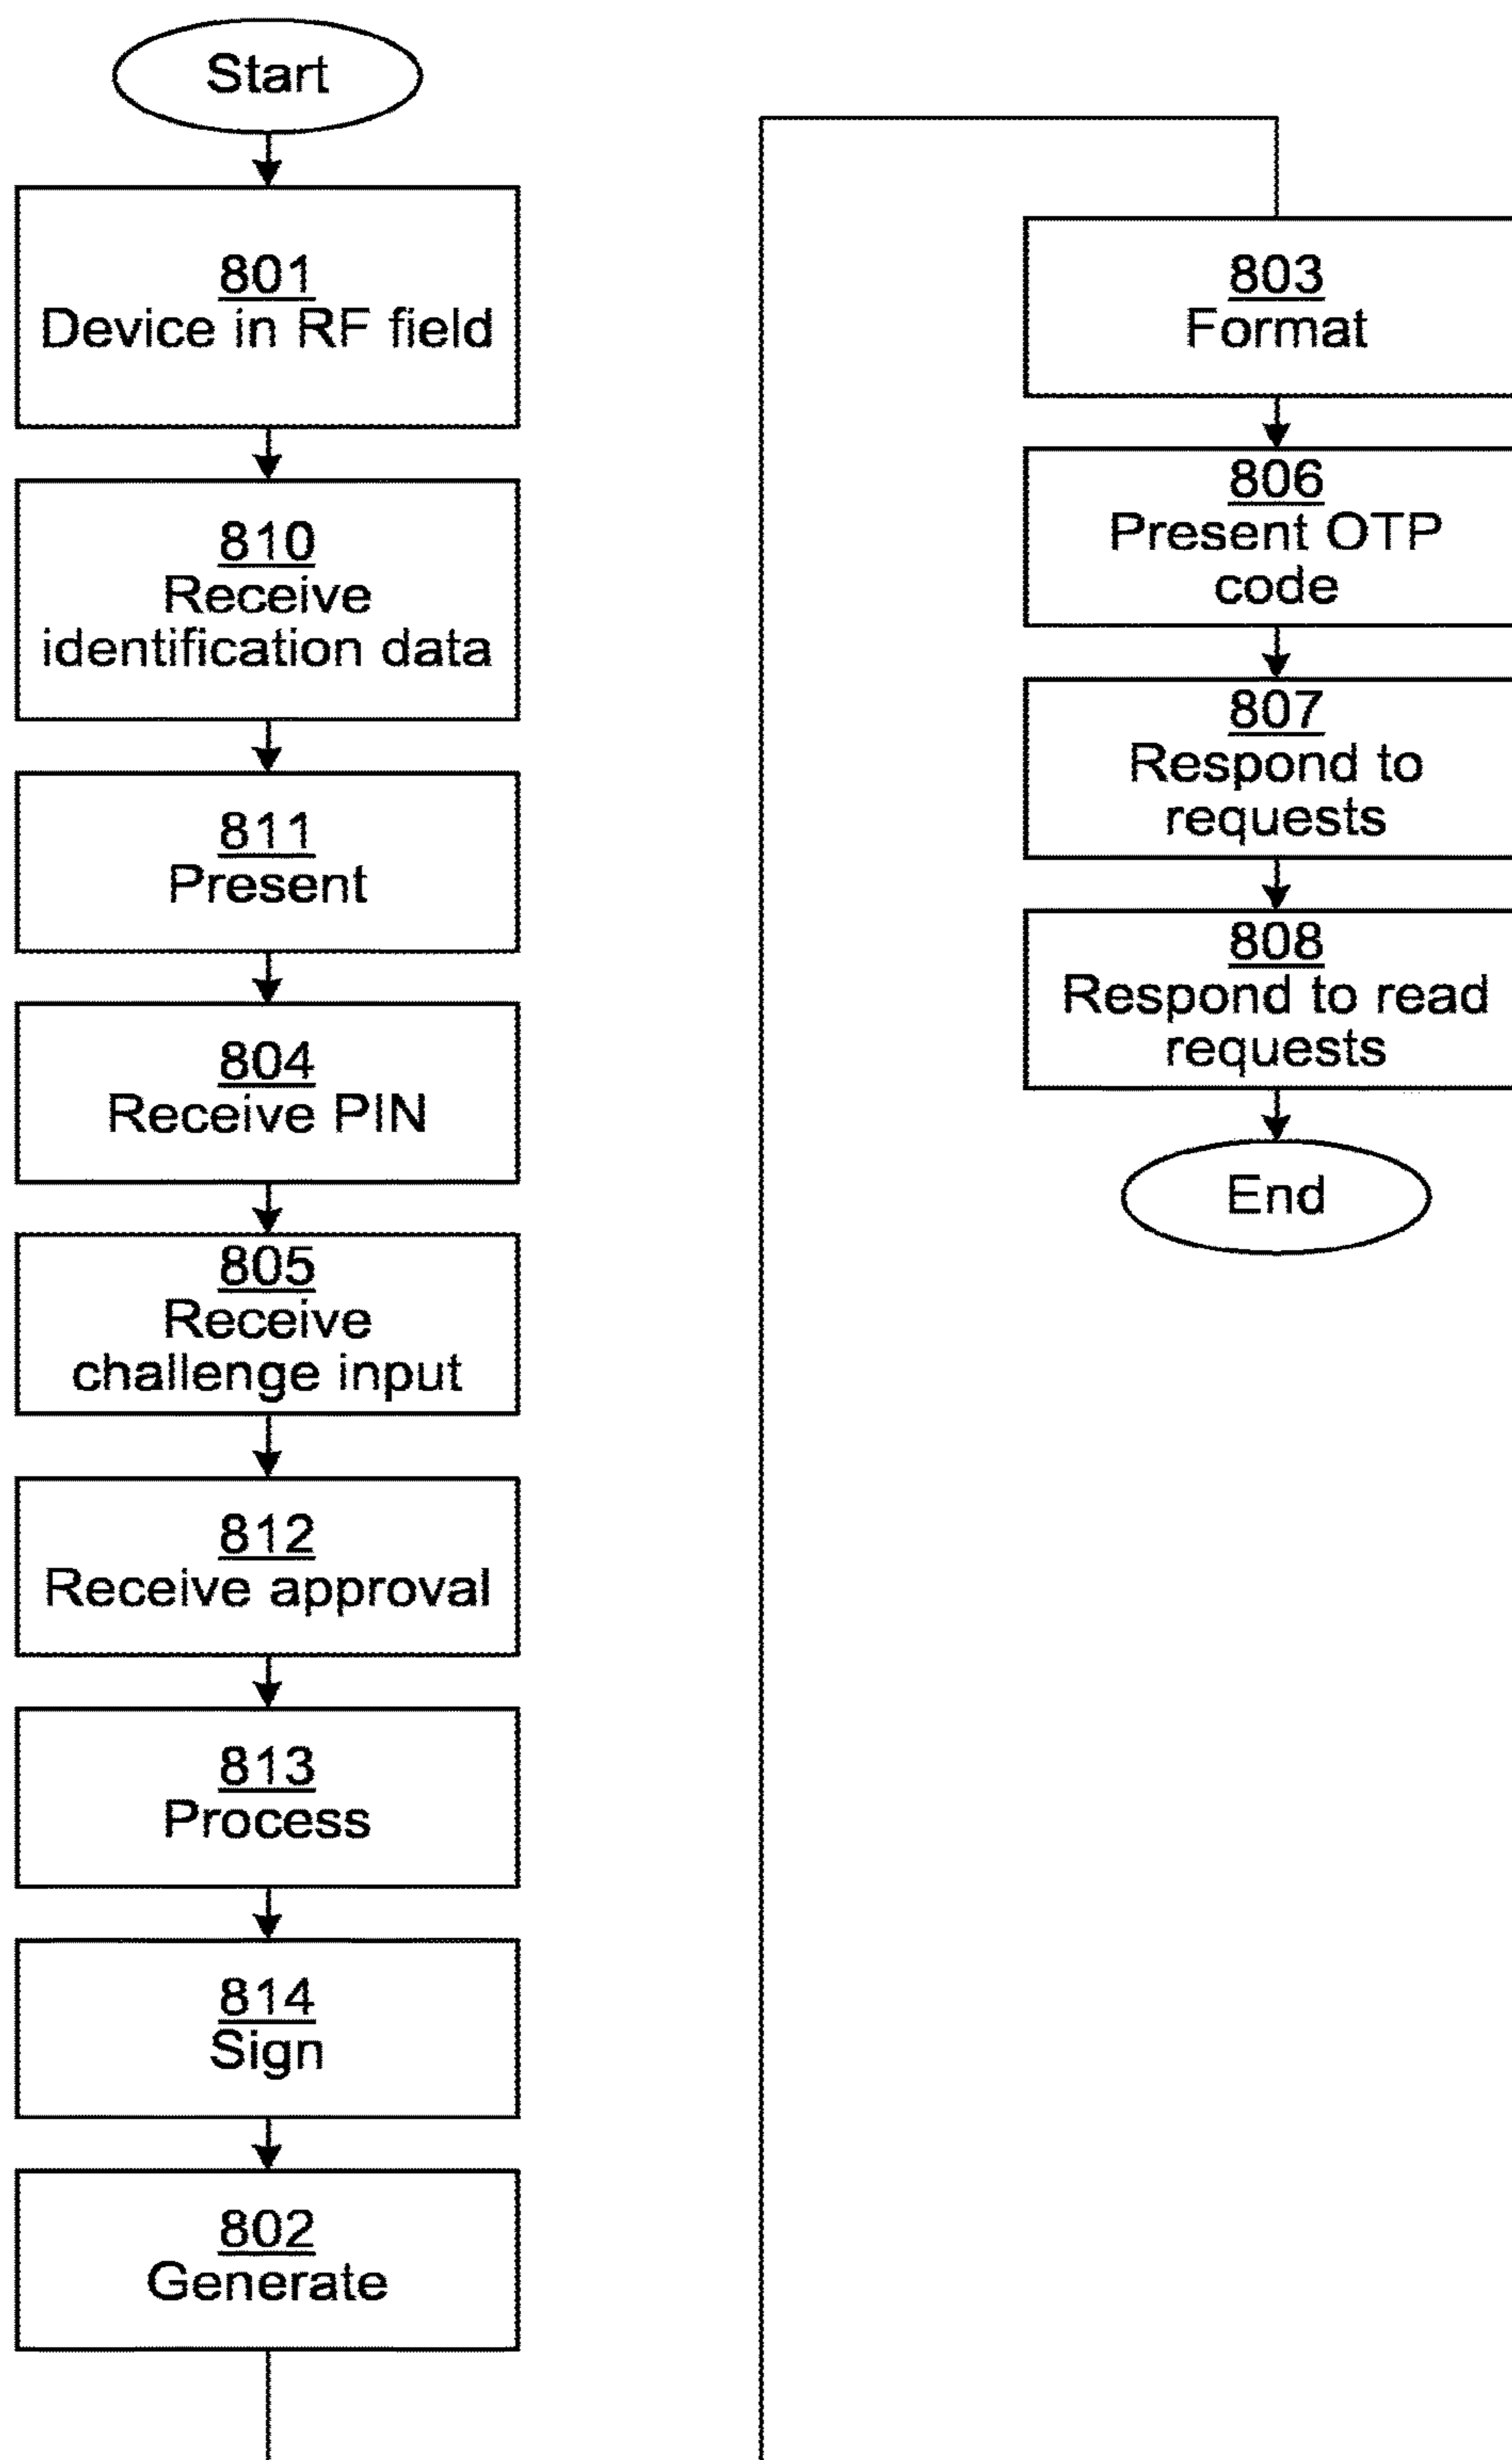 Start
801
Device in RF field
810
Receive
identification data
811
Present
804
Receive PIN
805
Receive
challenge input
812
Receive approval
813
Process
814
Sign
802
Generate
803
Format
806
Present OTP
code
807
Respond to
requests
808
Respond to read
requests
End